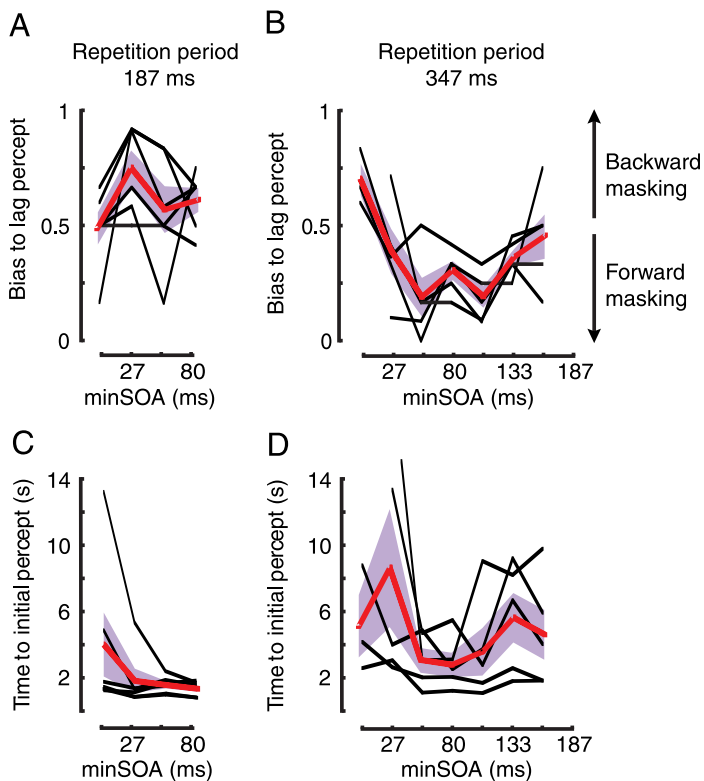 A
Repetition period
187 ms
Bias to lag percept
1
0.5
0
27
80
minSOA (ms)
B
Repetition period
347 ms
Bias to lag percept
1
0.5
0
27
80
133
187
minSOA (ms)
Backward
masking
Forward
masking
C
Time to initial percept (s)
14
10
6
2
27
80
minSOA (ms)
D
Time to initial percept (s)
14
10
6
2
27
80
133
187
minSOA (ms)